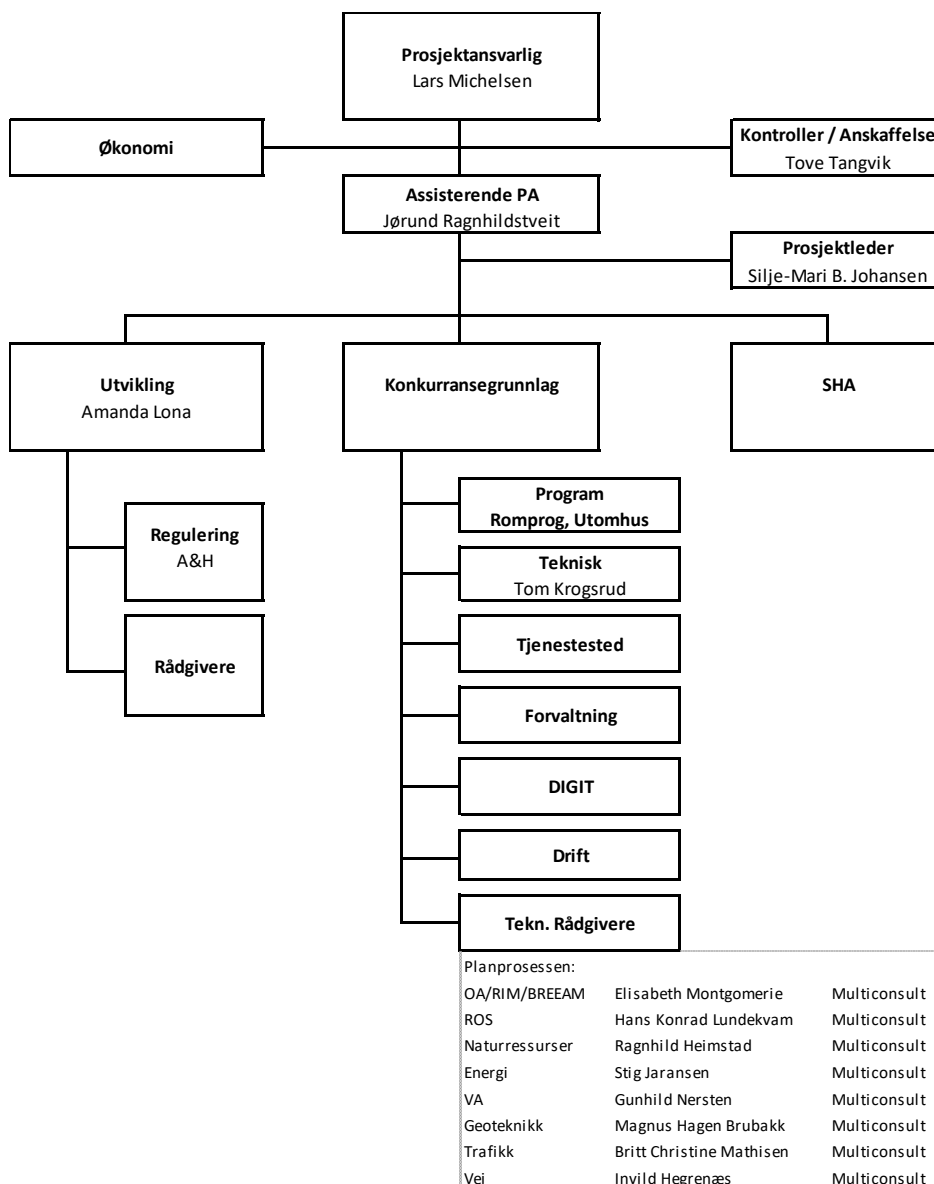 Prosjektansvarlig
Lars Michelsen
Økonomi
Kontroller / Anskaffelse
Tove Tangvik
Assisterende PA
Jørund Ragnhildstveit
Prosjektleder
Silje-Mari B. Johansen
Utvikling
Amanda Lona
Konkurransegrunnlag
SHA
Regulering
A&H
Rådgivere
Program
Romprog, Utomhus
Teknisk
Tom Krogsrud
Tjenestested
Forvaltning
DIGIT
Drift
Tekn. Rådgivere
Planprosessen:
OA/RIM/BREEAM Elisabeth Montgomerie Multiconsult
ROS Hans Konrad Lundekvam Multiconsult
Naturressurser Ragnhild Heimstad Multiconsult
Energi Stig Jaransen Multiconsult
VA Gunhild Nersten Multiconsult
Geoteknikk Magnus Hagen Brubakk Multiconsult
Trafikk Britt Christine Mathisen Multiconsult
Vei Invild Hegrenæs Multiconsult